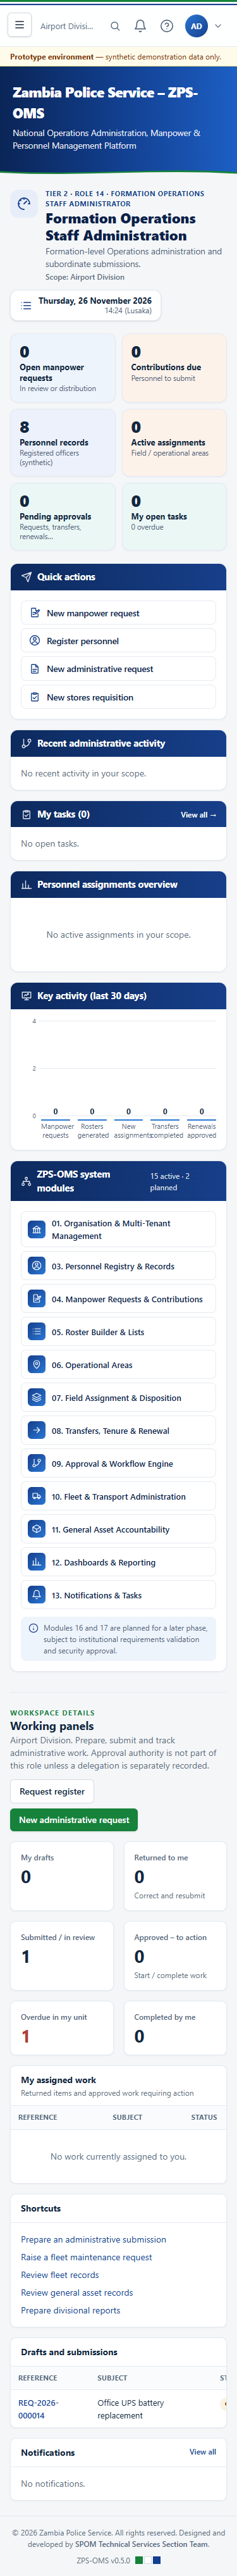 Airport Divisi...
AD
Prototype environment — synthetic demonstration data only.
Zambia Police Service – ZPS-
OMS
National Operations Administration, Manpower &
Personnel Management Platform
TIER 2 · ROLE 14 · FORMATION OPERATIONS
STAFF ADMINISTRATOR
Formation Operations
Staff Administration
Formation-level Operations administration and
subordinate submissions.
Scope: Airport Division
Thursday, 26 November 2026
14:24 (Lusaka)
0
Open manpower
requests
In review or distribution
0
Contributions due
Personnel to submit
8
Personnel records
Registered officers
(synthetic)
0
Active assignments
Field / operational areas
0
Pending approvals
Requests, transfers,
renewals...
0
My open tasks
0 overdue
Quick actions
New manpower request
Register personnel
New administrative request
New stores requisition
Recent administrative activity
No recent activity in your scope.
My tasks (0)
View all →
No open tasks.
Personnel assignments overview
No active assignments in your scope.
Key activity (last 30 days)
4
2
0
0 0 0 0 0
Manpower requests
Rosters generated
New assignments
Transfers completed
Renewals approved
ZPS-OMS system
modules
15 active · 2
planned
01. Organisation & Multi-Tenant
Management
03. Personnel Registry & Records
04. Manpower Requests & Contributions
05. Roster Builder & Lists
06. Operational Areas
07. Field Assignment & Disposition
08. Transfers, Tenure & Renewal
09. Approval & Workflow Engine
10. Fleet & Transport Administration
11. General Asset Accountability
12. Dashboards & Reporting
13. Notifications & Tasks
Modules 16 and 17 are planned for a later phase,
subject to institutional requirements validation
and security approval.
WORKSPACE DETAILS
Working panels
Airport Division. Prepare, submit and track
administrative work. Approval authority is not part of
this role unless a delegation is separately recorded.
Request register
New administrative request
My drafts
0
Returned to me
0
Correct and resubmit
Submitted / in review
1
Approved – to action
0
Start / complete work
Overdue in my unit
1
Completed by me
0
My assigned work
Returned items and approved work requiring action
REFERENCE SUBJECT STATUS
No work currently assigned to you.
Shortcuts
Prepare an administrative submission
Raise a fleet maintenance request
Review fleet records
Review general asset records
Prepare divisional reports
Drafts and submissions
REFERENCE SUBJECT
REQ-2026-
000014
Office UPS battery
replacement
Notifications
View all
No notifications.
© 2026 Zambia Police Service. All rights reserved. Designed and
developed by SPOM Technical Services Section Team.
ZPS-OMS v0.5.0